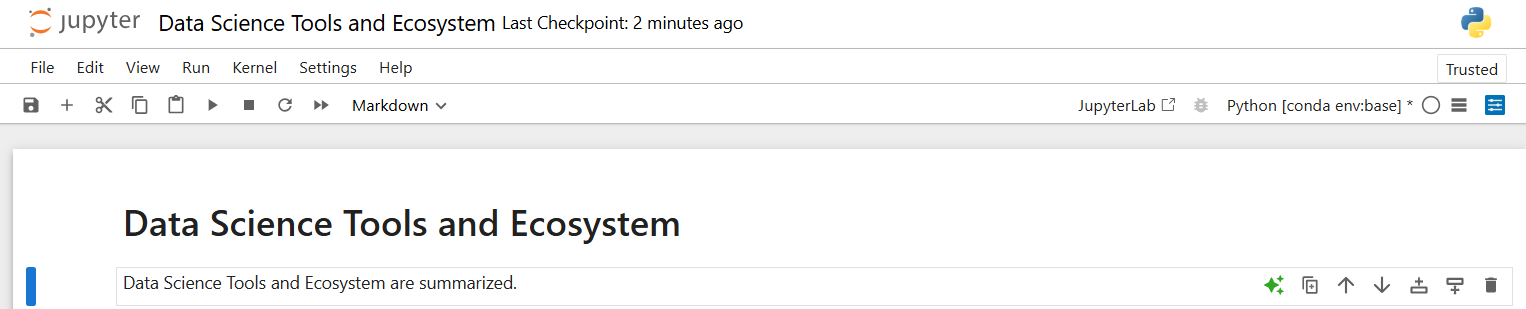 jupyter Data Science Tools and Ecosystem Last Checkpoint: 2 minutes ago
File Edit View Run Kernel Settings Help Trusted
Markdown JupyterLab Python [conda env:base] *
Data Science Tools and Ecosystem
Data Science Tools and Ecosystem are summarized.